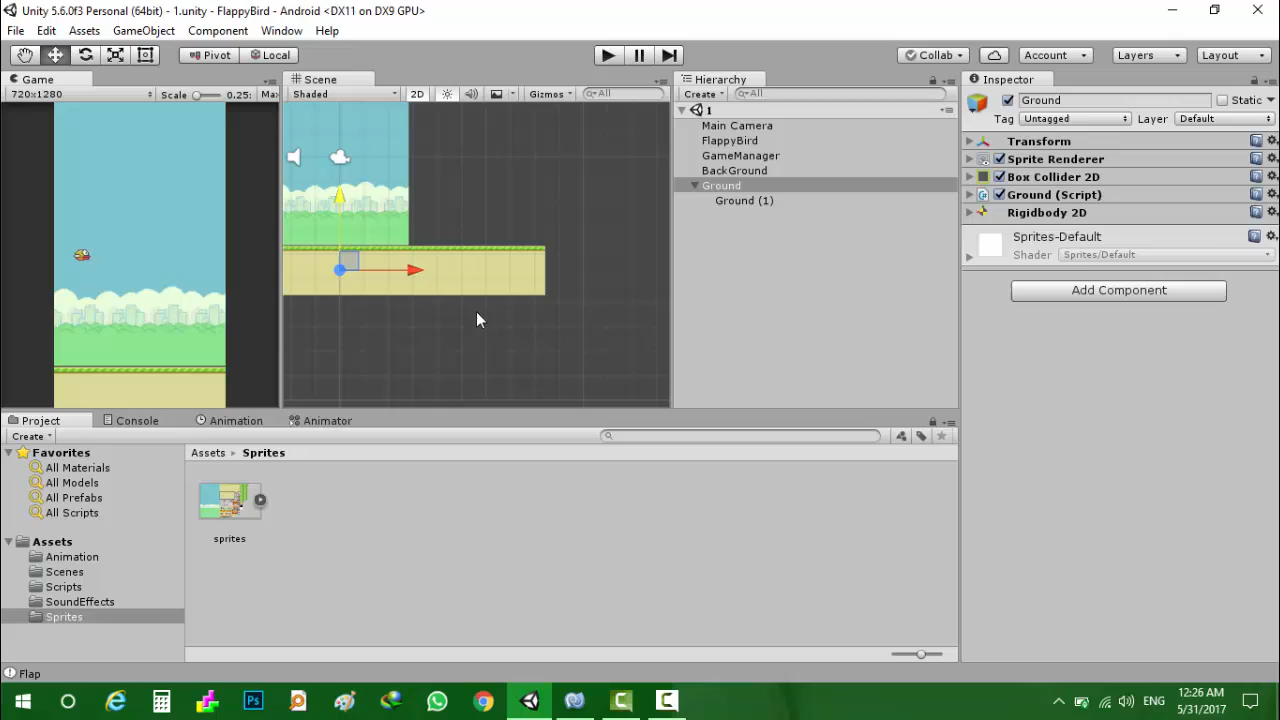 Unity 5.6.0f3 Personal (64bit) - 1.unity - FlappyBird - Android <DX11 on DX9 GPU>
File Edit Assets GameObject Component Window Help
Pivot Local Collab Account Layers Layout
Game Scene Hierarchy Inspector
720x1280 Scale 0.25: Max Shaded 2D Gizmos All Create All Ground Static
Tag Untagged Layer Default
1
Main Camera
FlappyBird
GameManager
BackGround
Ground
Ground (1)
Transform
Sprite Renderer
Box Collider 2D
Ground (Script)
Rigidbody 2D
Sprites-Default
Shader Sprites/Default
Add Component
Project Console Animation Animator
Create
Favorites
All Materials
All Models
All Prefabs
All Scripts
Assets
Animation
Scenes
Scripts
SoundEffects
Sprites
Assets Sprites
sprites
Flap
Ps ENG 12:26 AM
5/31/2017